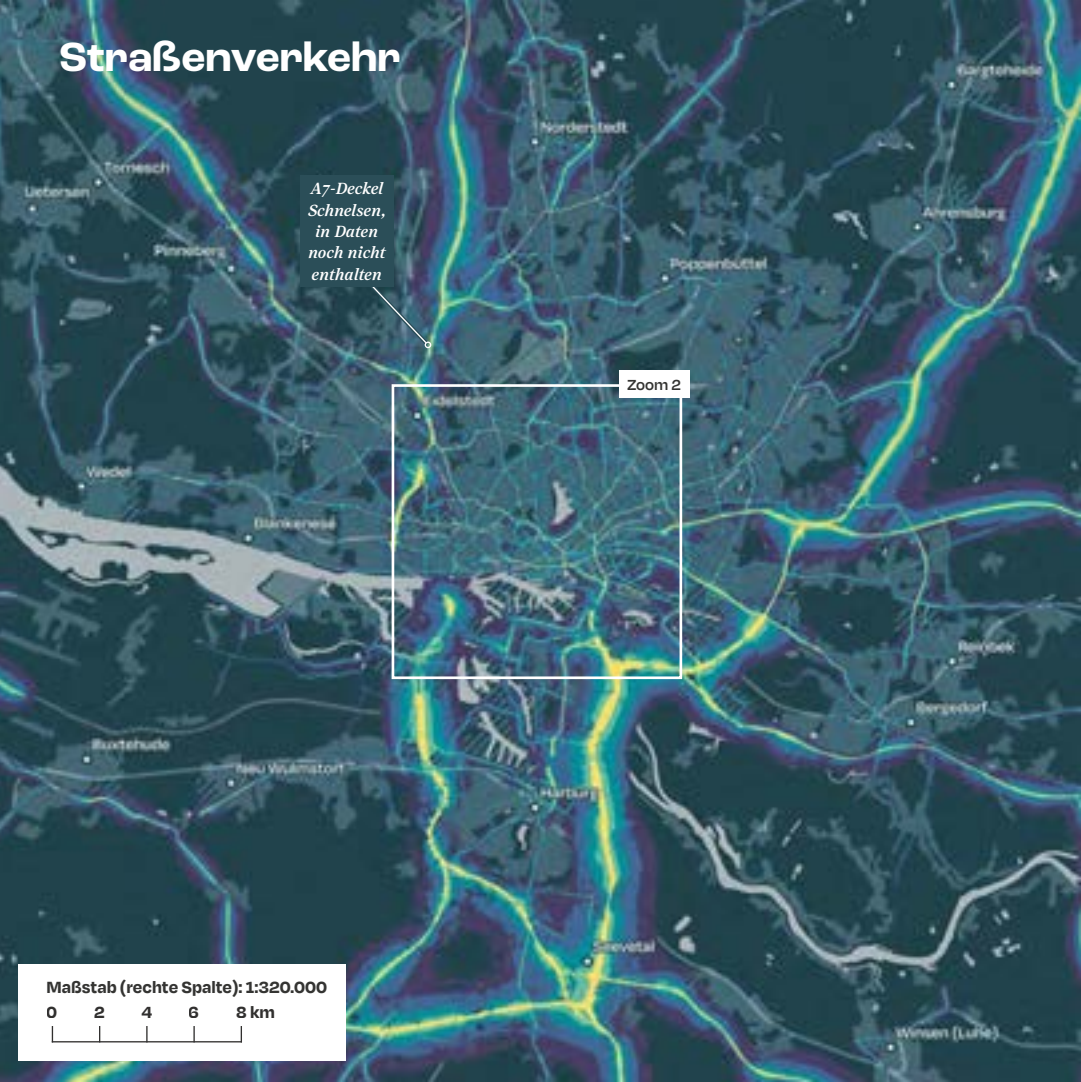 Straßenverkehr
Bargteheide
Norderstedt
Tornesch
Uetersen
A7-Deckel
Schnelsen,
in Daten
noch nicht
enthalten
Ahrensburg
Pinneberg
Poppenbüttel
Zoom 2
Eidelstedt
Wedel
Blankenese
Reinbek
Bergedorf
Buxtehude
Neu Wulmstorf
Harburg
Seevetal
Maßstab (rechte Spalte): 1:320.000
0 2 4 6 8 km
Winsen (Luhe)